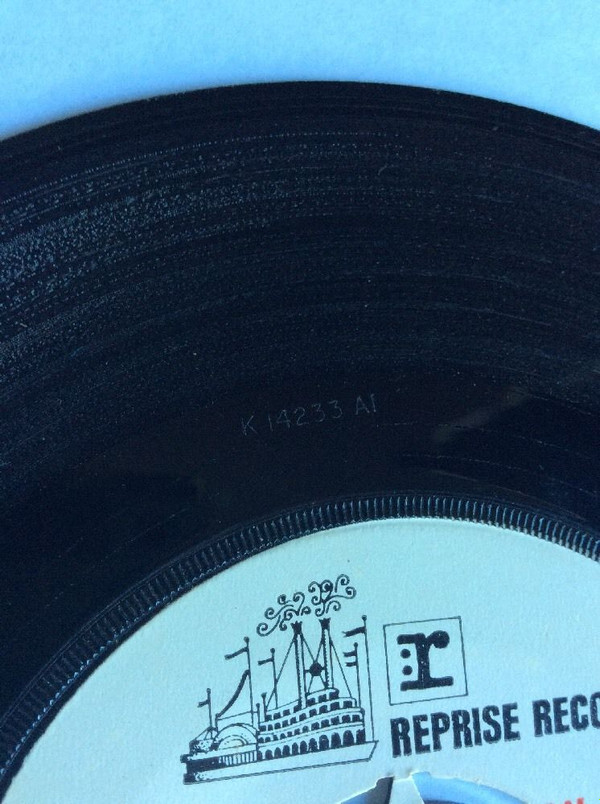 K 14233 A1
r
REPRISE RECO